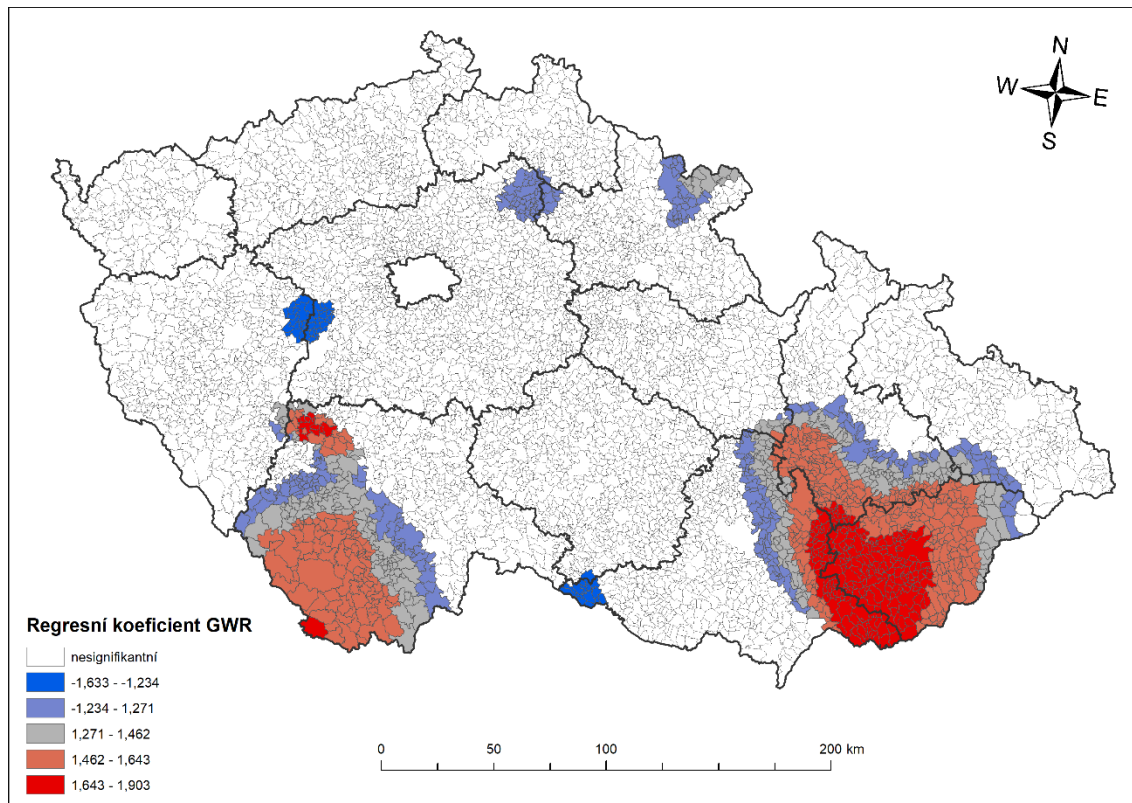 N
W E
S
Regresní koeficient GWR
nesignifikantní
-1,633 - -1,234
-1,234 - 1,271
1,271 - 1,462
1,462 - 1,643
1,643 - 1,903
0 50 100 200 km